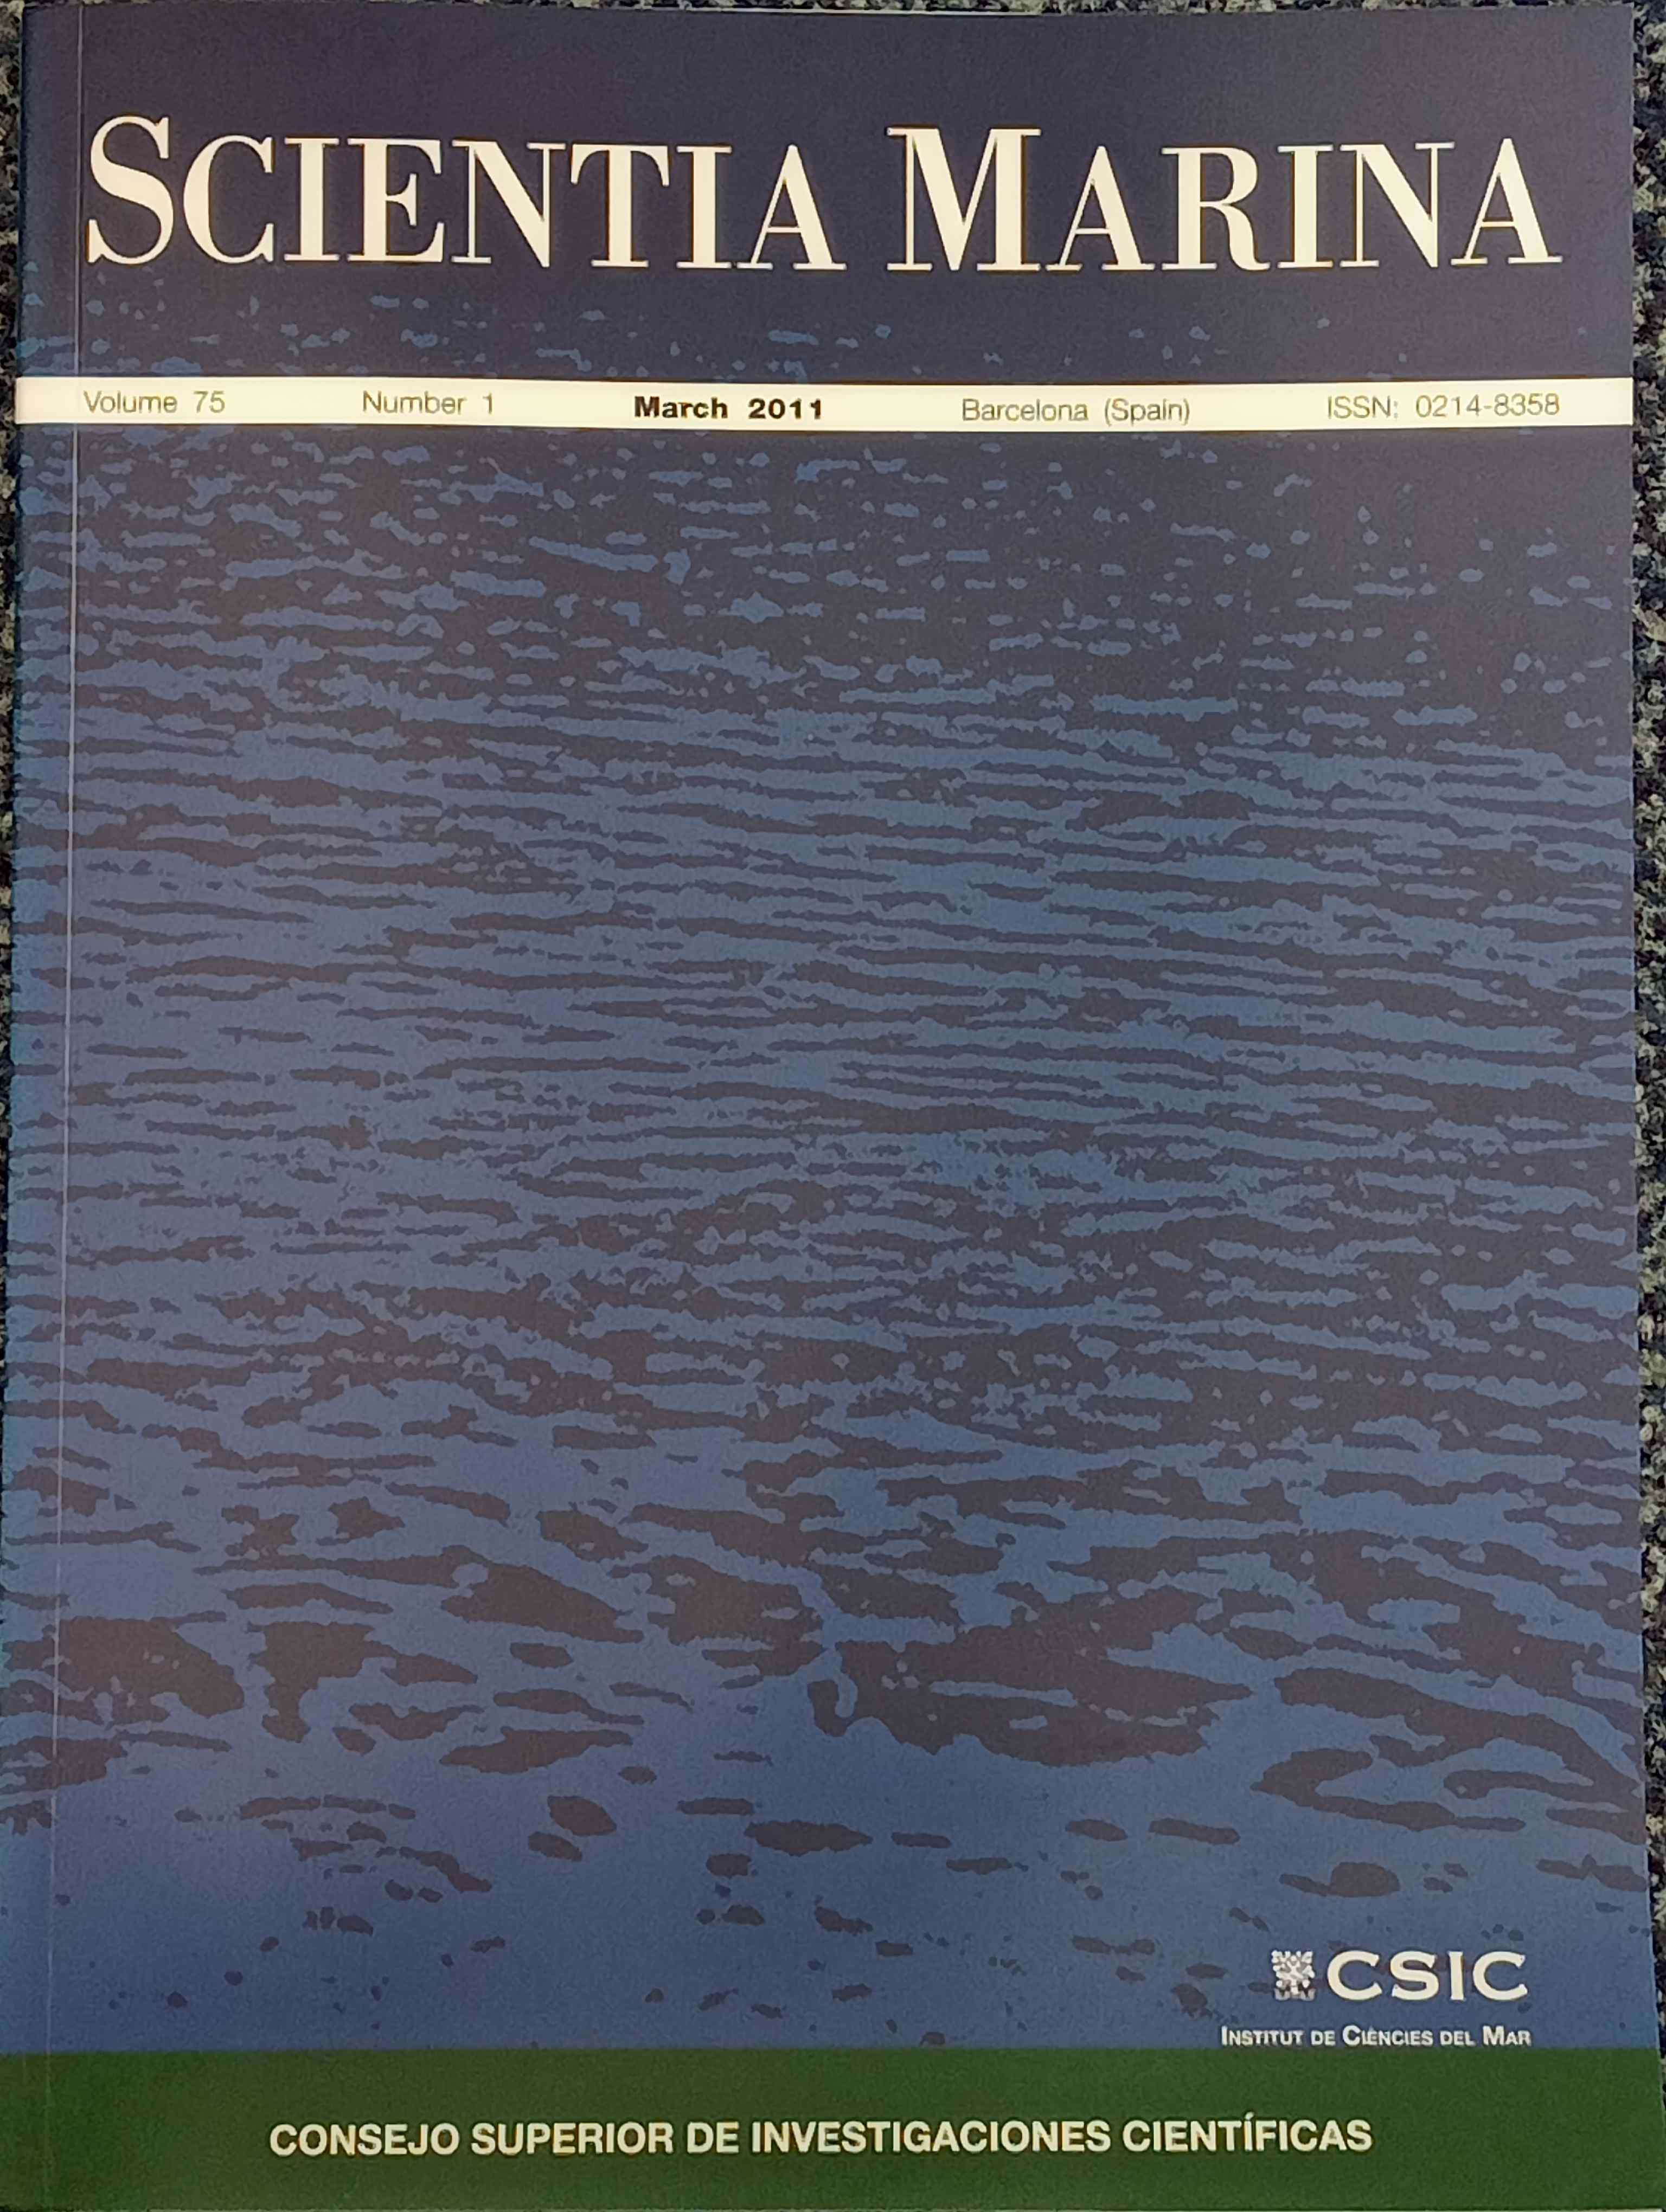 SCIENTIA MARINA
Volume 75 Number 1 March 2011 Barcelona (Spain) ISSN: 0214-8358
CSIC
INSTITUT DE CIÈNCIES DEL MAR
CONSEJO SUPERIOR DE INVESTIGACIONES CIENTÍFICAS